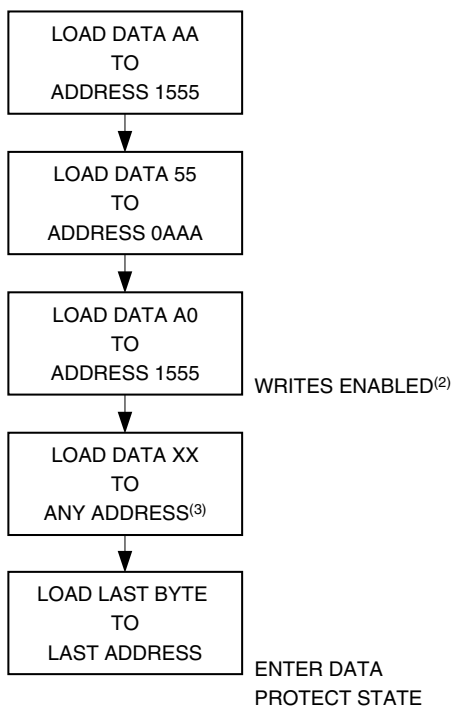 LOAD DATA AA
TO
ADDRESS 1555
LOAD DATA 55
TO
ADDRESS 0AAA
LOAD DATA A0
TO
ADDRESS 1555
WRITES ENABLED(2)
LOAD DATA XX
TO
ANY ADDRESS(3)
LOAD LAST BYTE
TO
LAST ADDRESS
ENTER DATA
PROTECT STATE